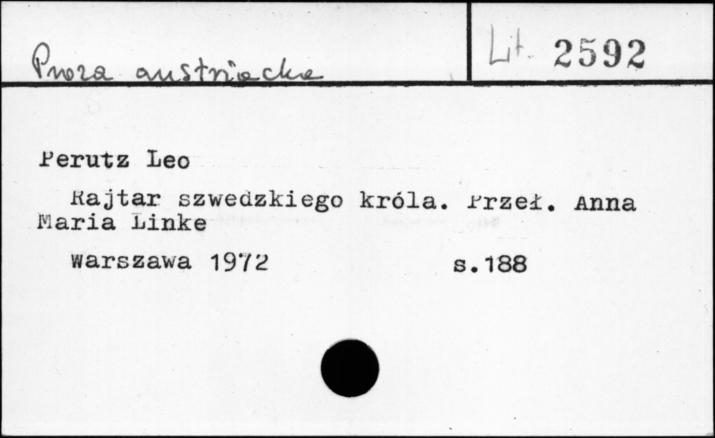 Proza austriacka
Lit. 2592
Perutz Leo
Rajtar szwedzkiego króla. Przeł. Anna
Maria Linke
Warszawa 1972 s.188